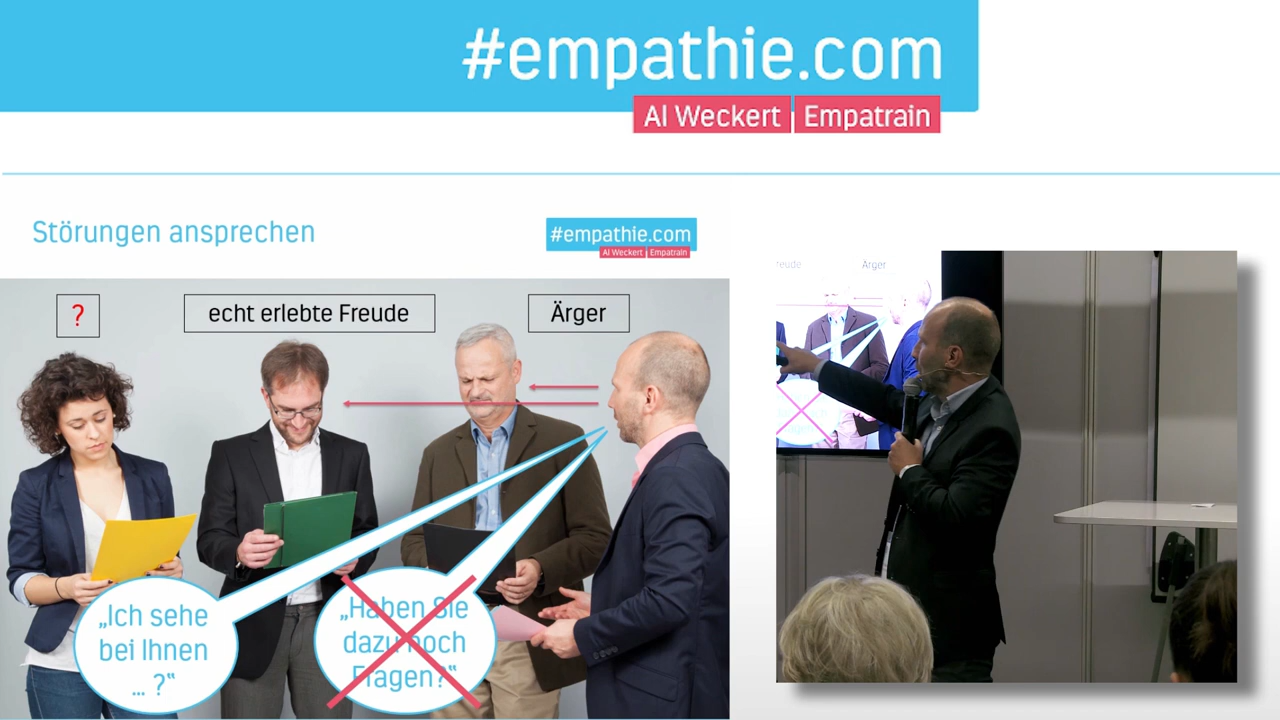 #empathie.com
Al Weckert Empatrain
Störungen ansprechen
#empathie.com
Al Weckert Empatrain
?
echt erlebte Freude
Ärger
„Ich sehe
bei Ihnen
... ?“
„Haben Sie
dazu noch
Fragen?“
reude
Ärger